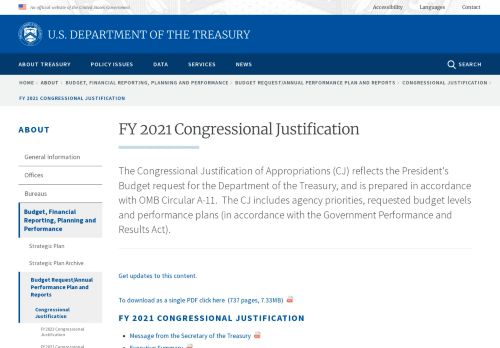 An official website of the United States Government
Accessibility Languages Contact
U.S. DEPARTMENT OF THE TREASURY
ABOUT TREASURY POLICY ISSUES DATA SERVICES NEWS SEARCH
HOME › ABOUT › BUDGET, FINANCIAL REPORTING, PLANNING AND PERFORMANCE › BUDGET REQUEST/ANNUAL PERFORMANCE PLAN AND REPORTS › CONGRESSIONAL JUSTIFICATION ›
FY 2021 CONGRESSIONAL JUSTIFICATION
ABOUT
General Information
Offices
Bureaus
Budget, Financial
Reporting, Planning and
Performance
Strategic Plan
Strategic Plan Archive
Budget Request/Annual
Performance Plan and
Reports
Congressional
Justification
FY 2023 Congressional
Justification
FY 2021 Congressional Justification
The Congressional Justification of Appropriations (CJ) reflects the President's
Budget request for the Department of the Treasury, and is prepared in accordance
with OMB Circular A-11. The CJ includes agency priorities, requested budget levels
and performance plans (in accordance with the Government Performance and
Results Act).
Get updates to this content.
To download as a single PDF click here (737 pages, 7.33MB)
FY 2021 CONGRESSIONAL JUSTIFICATION
• Message from the Secretary of the Treasury
• Executive Summary